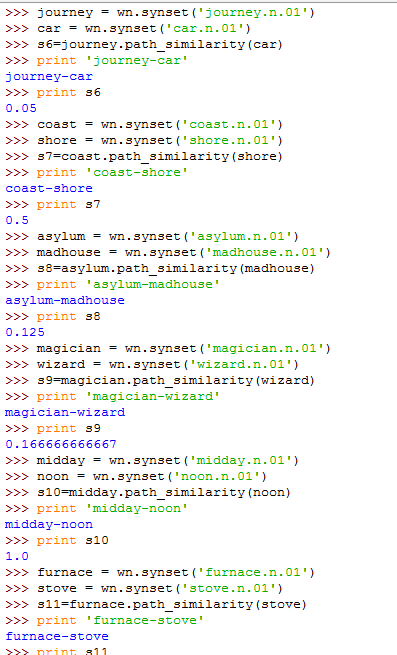 >>> journey = wn.synset('journey.n.01')
>>> car = wn.synset('car.n.01')
>>> s6=journey.path_similarity(car)
>>> print 'journey-car'
journey-car
>>> print s6
0.05
>>> coast = wn.synset('coast.n.01')
>>> shore = wn.synset('shore.n.01')
>>> s7=coast.path_similarity(shore)
>>> print 'coast-shore'
coast-shore
>>> print s7
0.5
>>> asylum = wn.synset('asylum.n.01')
>>> madhouse = wn.synset('madhouse.n.01')
>>> s8=asylum.path_similarity(madhouse)
>>> print 'asylum-madhouse'
asylum-madhouse
>>> print s8
0.125
>>> magician = wn.synset('magician.n.01')
>>> wizard = wn.synset('wizard.n.01')
>>> s9=magician.path_similarity(wizard)
>>> print 'magician-wizard'
magician-wizard
>>> print s9
0.166666666667
>>> midday = wn.synset('midday.n.01')
>>> noon = wn.synset('noon.n.01')
>>> s10=midday.path_similarity(noon)
>>> print 'midday-noon'
midday-noon
>>> print s10
1.0
>>> furnace = wn.synset('furnace.n.01')
>>> stove = wn.synset('stove.n.01')
>>> s11=furnace.path_similarity(stove)
>>> print 'furnace-stove'
furnace-stove
>>> print s11